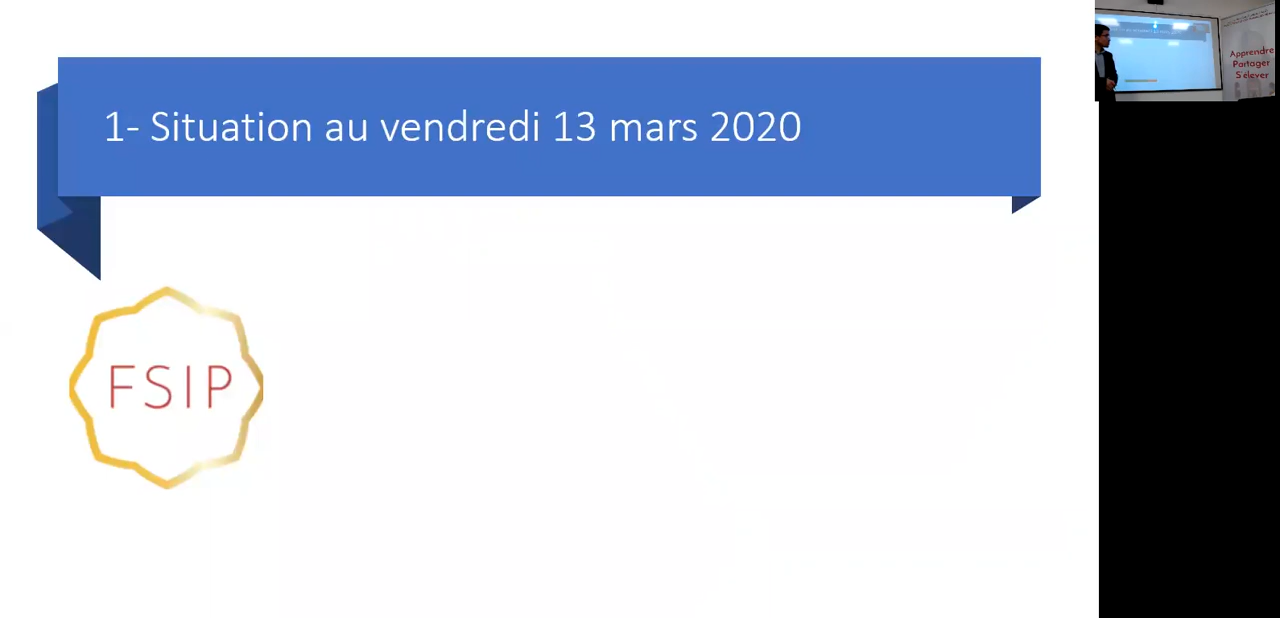 1- Situation au vendredi 13 mars 2020
FSIP
Apprendre
Partager
S'élever